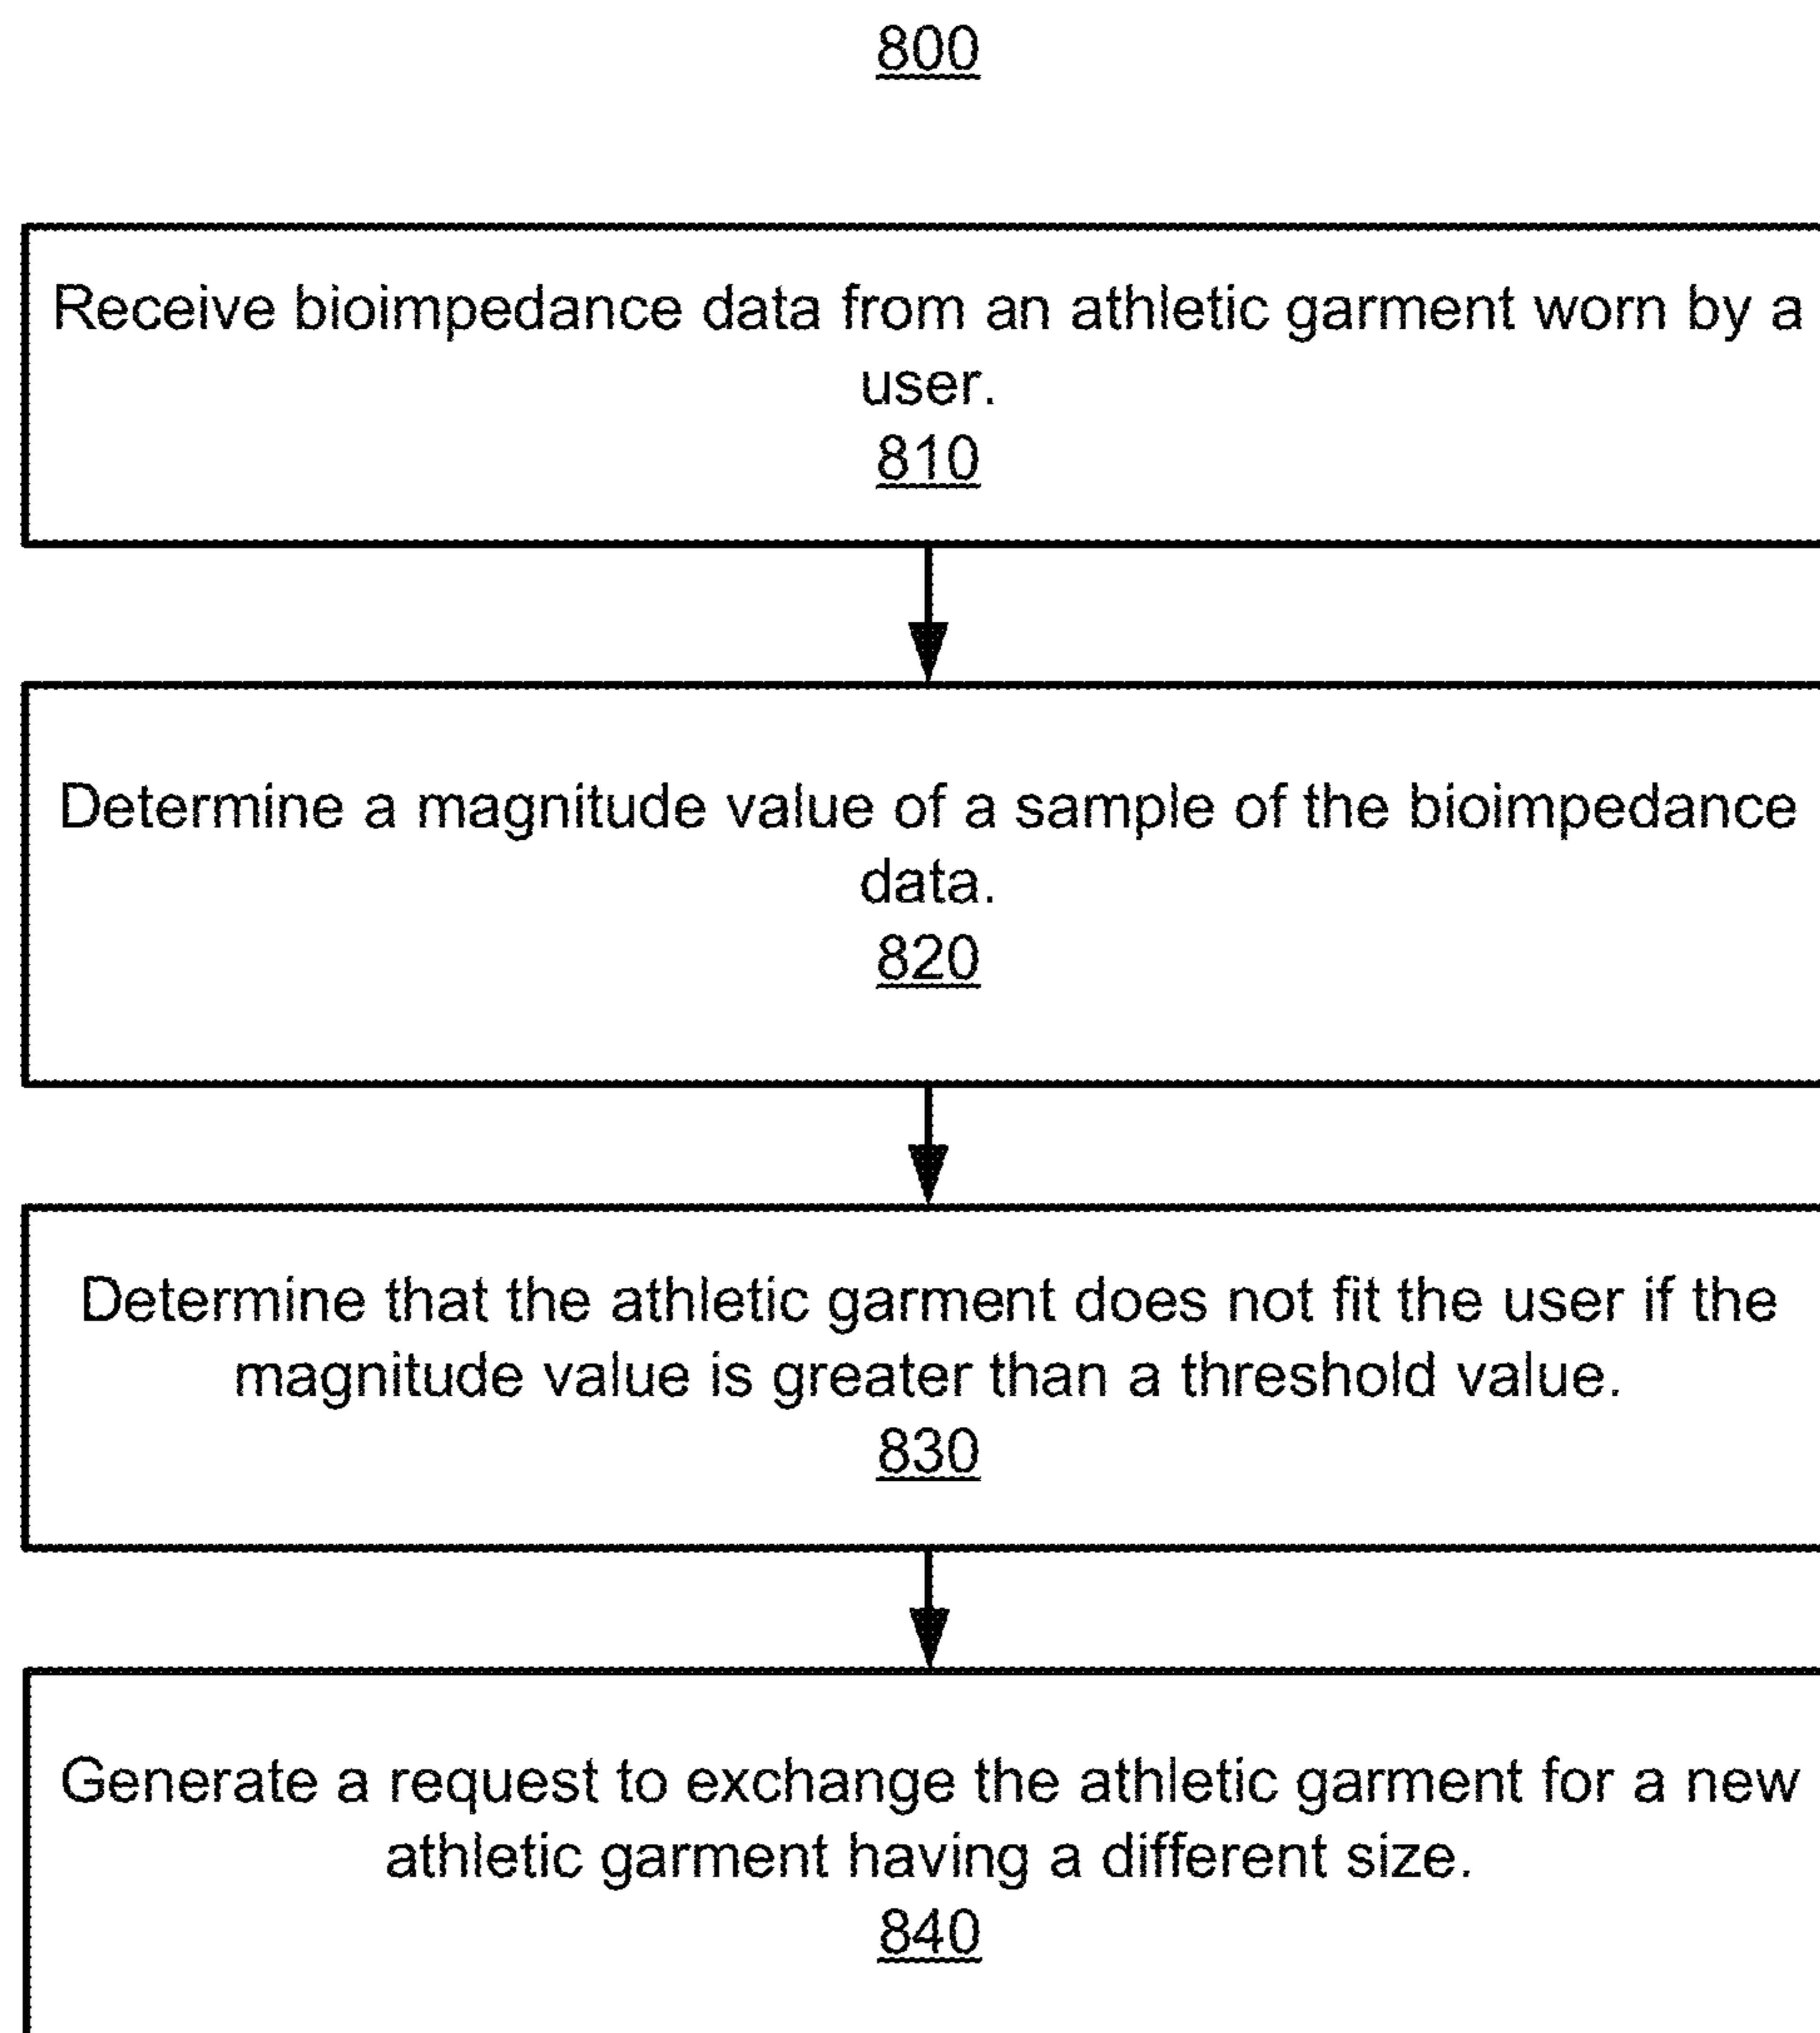 800
Receive bioimpedance data from an athletic garment worn by a
user.
810
Determine a magnitude value of a sample of the bioimpedance
data.
820
Determine that the athletic garment does not fit the user if the
magnitude value is greater than a threshold value.
830
Generate a request to exchange the athletic garment for a new
athletic garment having a different size.
840